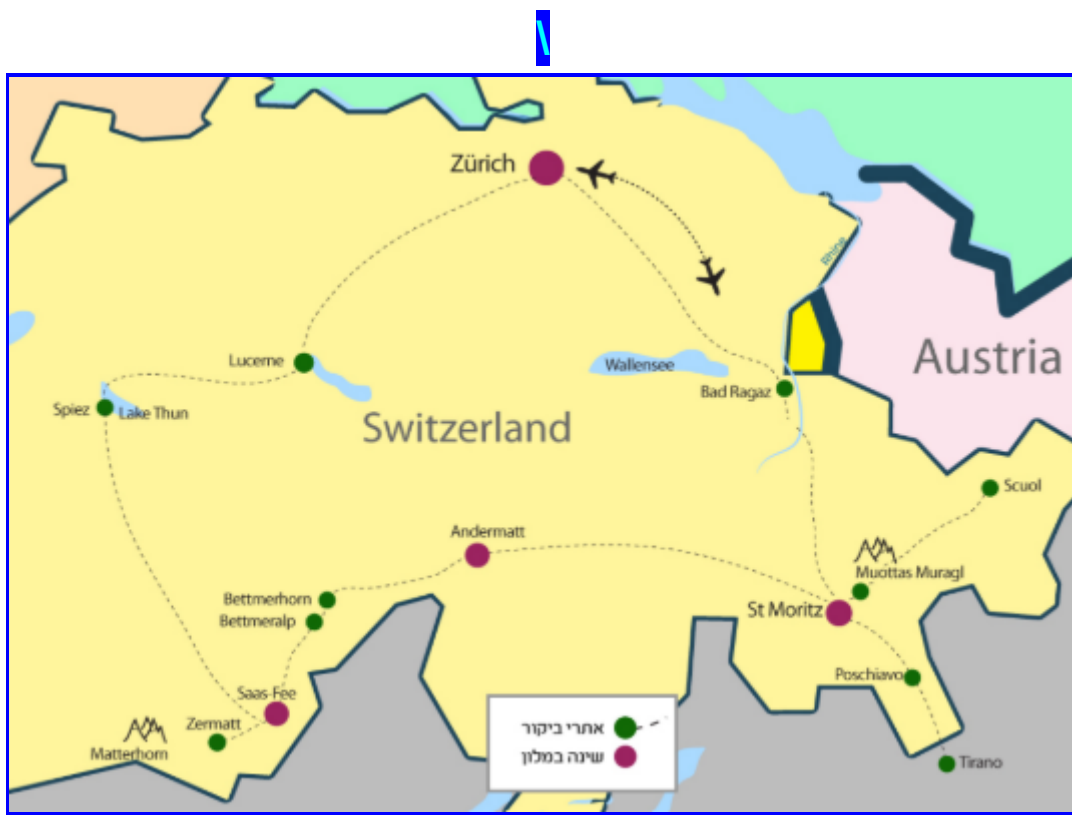 \
Zürich
Rhine
Lucerne
Wallensee
Austria
Bad Ragaz
Spiez
Lake Thun
Switzerland
Scuol
Andermatt
Muottas Muragl
Bettmerhorn
St Moritz
Bettmeralp
Poschiavo
Saas-Fee
Zermatt
Matterhorn
אתרי ביקור
שינה במלון
Tirano